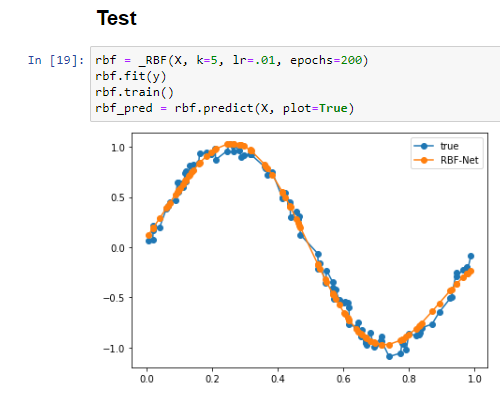 Test
In [19]: rbf = _RBF(X, k=5, lr=.01, epochs=200)
rbf.fit(y)
rbf.train()
rbf_pred = rbf.predict(X, plot=True)
true
RBF-Net
1.0
0.5
0.0
−0.5
−1.0
0.0 0.2 0.4 0.6 0.8 1.0